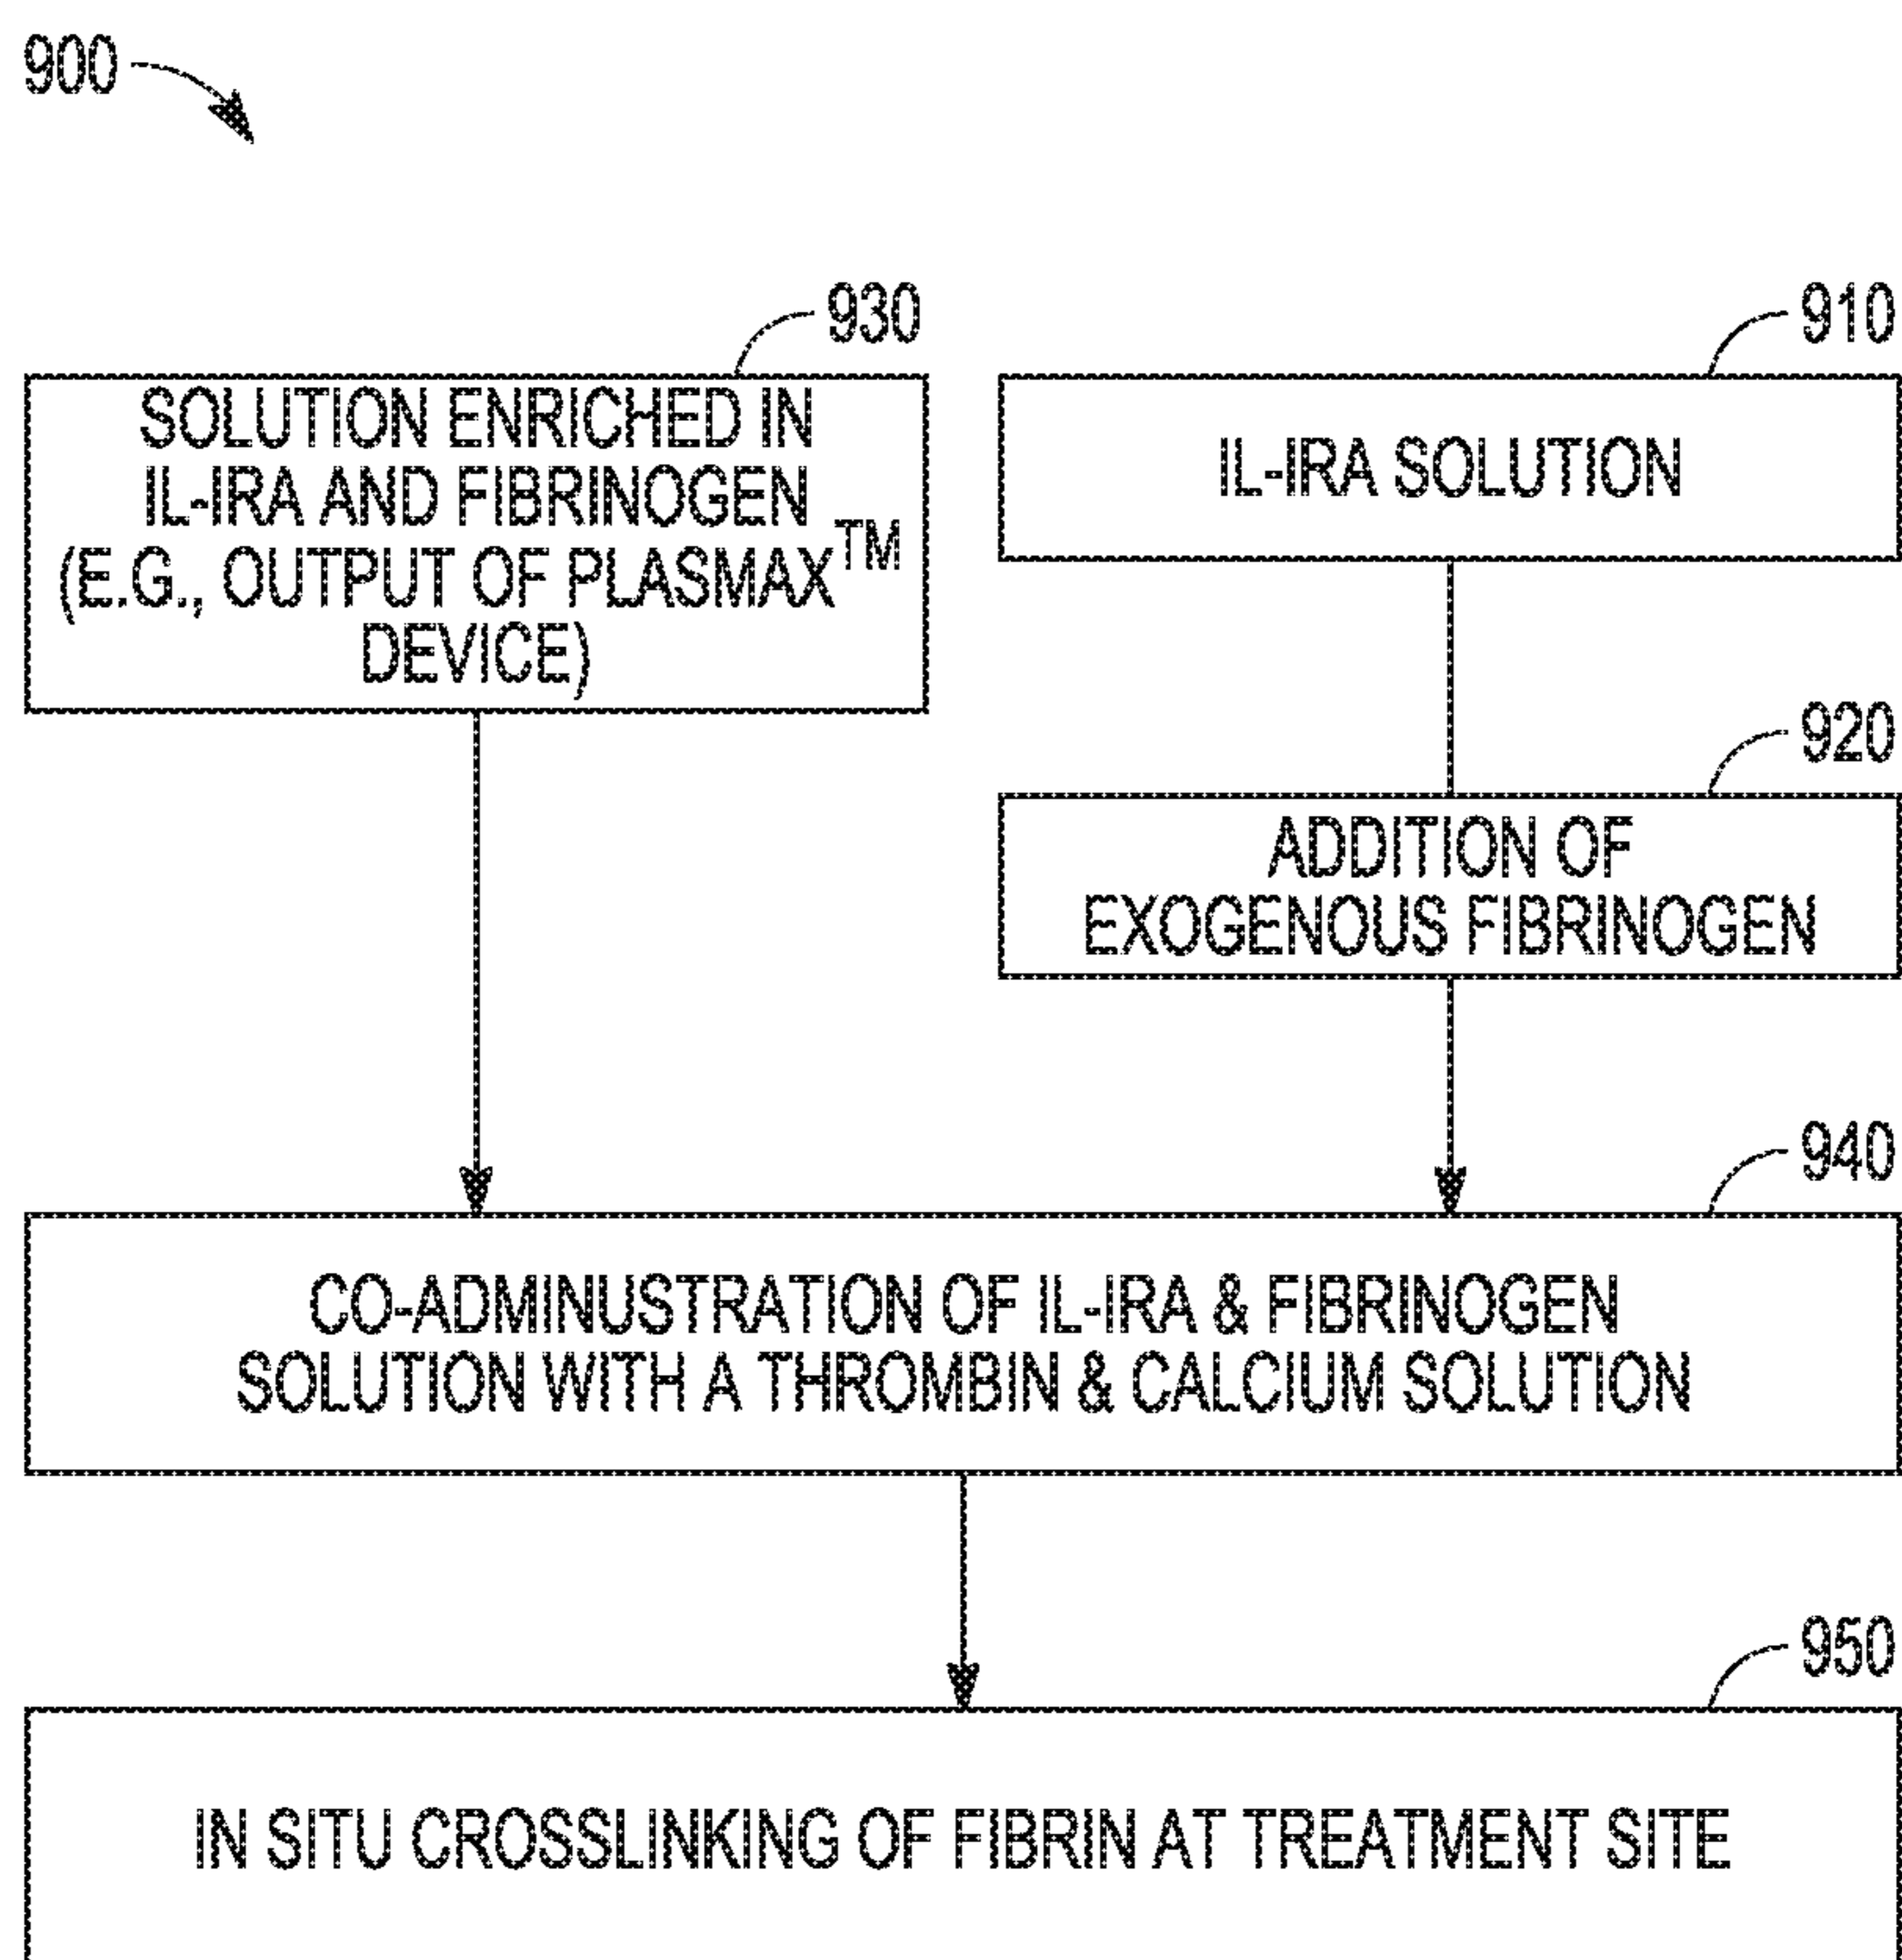 900
930
SOLUTION ENRICHED IN
IL-IRA AND FIBRINOGEN
(E.G., OUTPUT OF PLASMAX™
DEVICE)
910
IL-IRA SOLUTION
920
ADDITION OF
EXOGENOUS FIBRINOGEN
940
CO-ADMINUSTRATION OF IL-IRA & FIBRINOGEN
SOLUTION WITH A THROMBIN & CALCIUM SOLUTION
950
IN SITU CROSSLINKING OF FIBRIN AT TREATMENT SITE